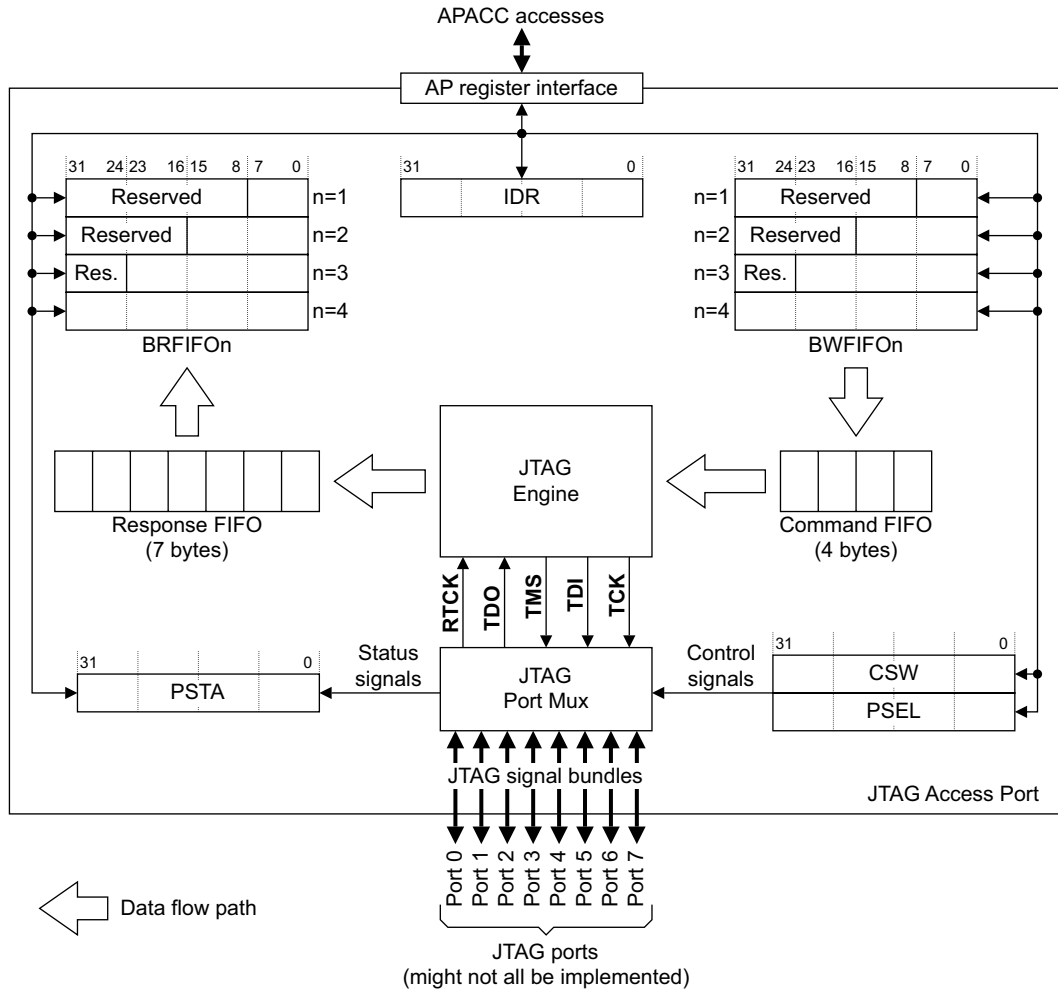 APACC accesses
AP register interface
31 24 23 16 15 8 7 0
31 0
31 24 23 16 15 8 7 0
Reserved n=1
IDR
n=1 Reserved
Reserved n=2
n=2 Reserved
Res. n=3
n=3 Res.
n=4
n=4
BRFIFOn
BWFIFOn
JTAG
Engine
Response FIFO
(7 bytes)
Command FIFO
(4 bytes)
RTCK
TDO
TMS
TDI
TCK
31 0
PSTA
Status
signals
JTAG
Port Mux
Control
signals
31 0
CSW
PSEL
JTAG signal bundles
JTAG Access Port
Port 0
Port 1
Port 2
Port 3
Port 4
Port 5
Port 6
Port 7
Data flow path
JTAG ports
(might not all be implemented)